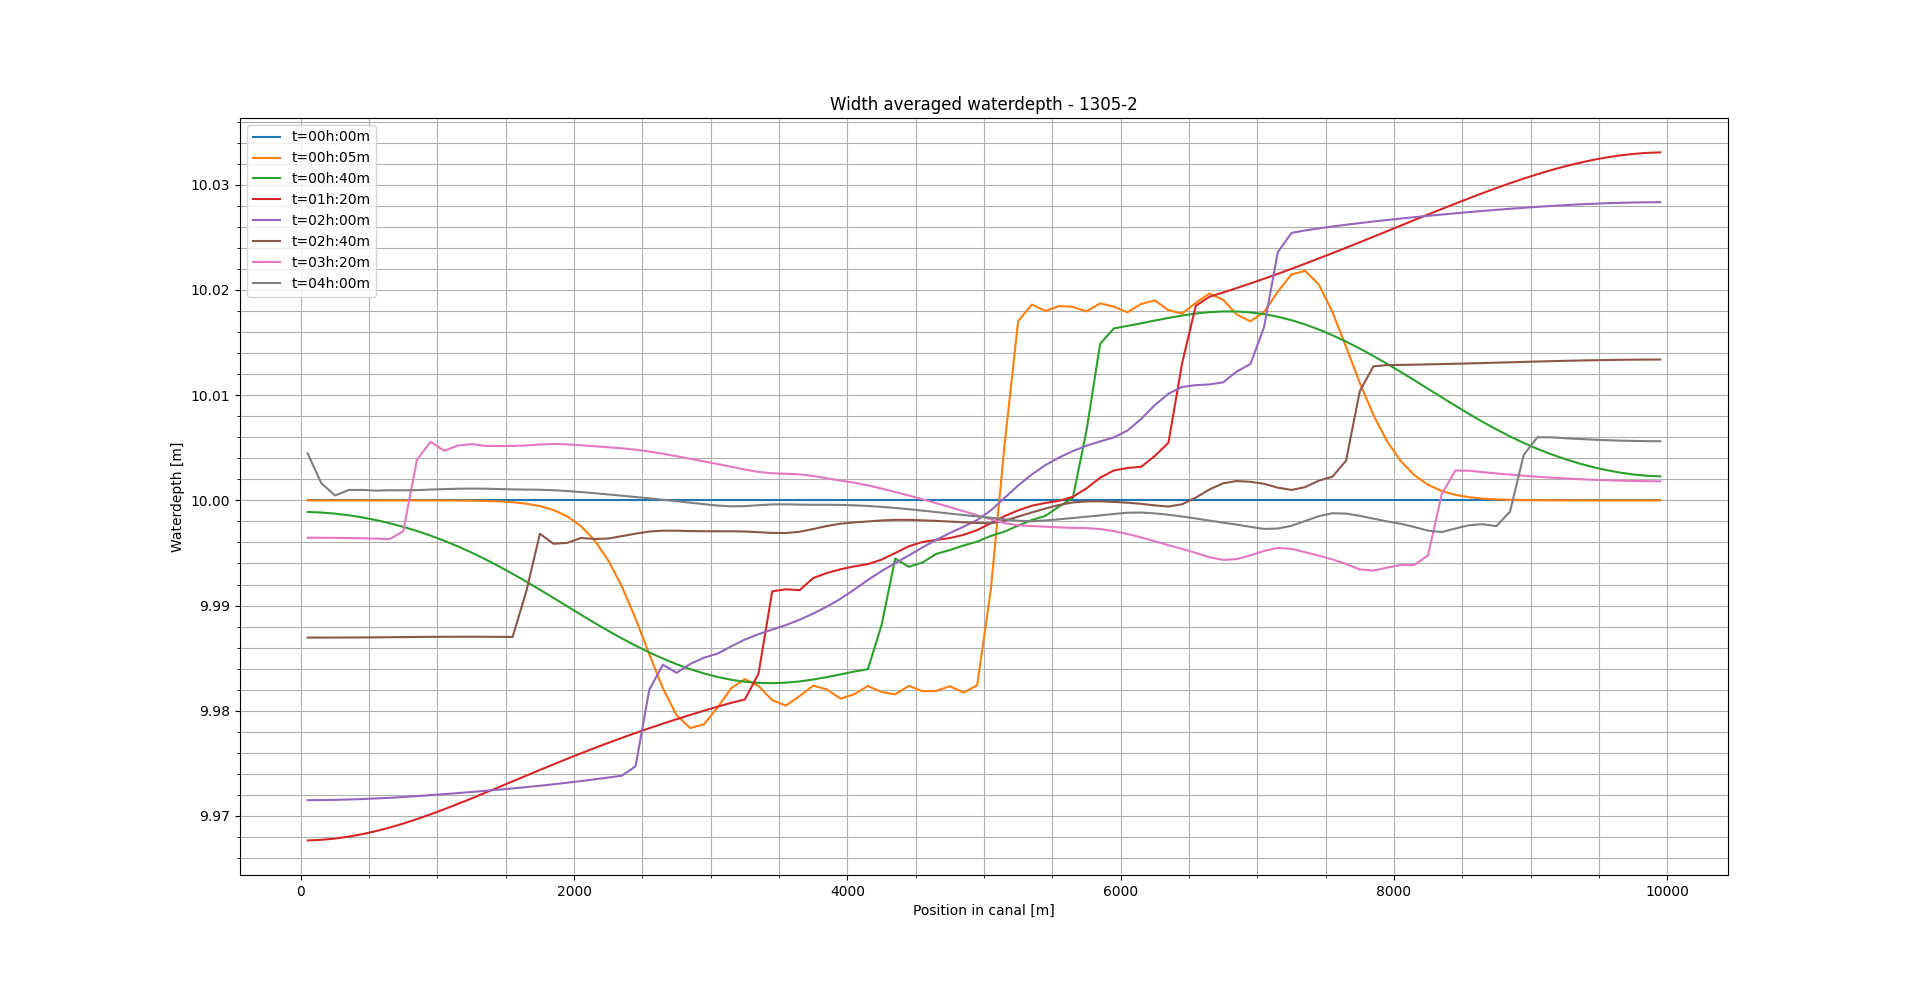 Width averaged waterdepth - 1305-2
t=00h:00m
t=00h:05m
t=00h:40m
t=01h:20m
t=02h:00m
t=02h:40m
t=03h:20m
t=04h:00m
10.03
10.02
10.01
10.00
9.99
9.98
9.97
Waterdepth [m]
0 2000 4000 6000 8000 10000
Position in canal [m]